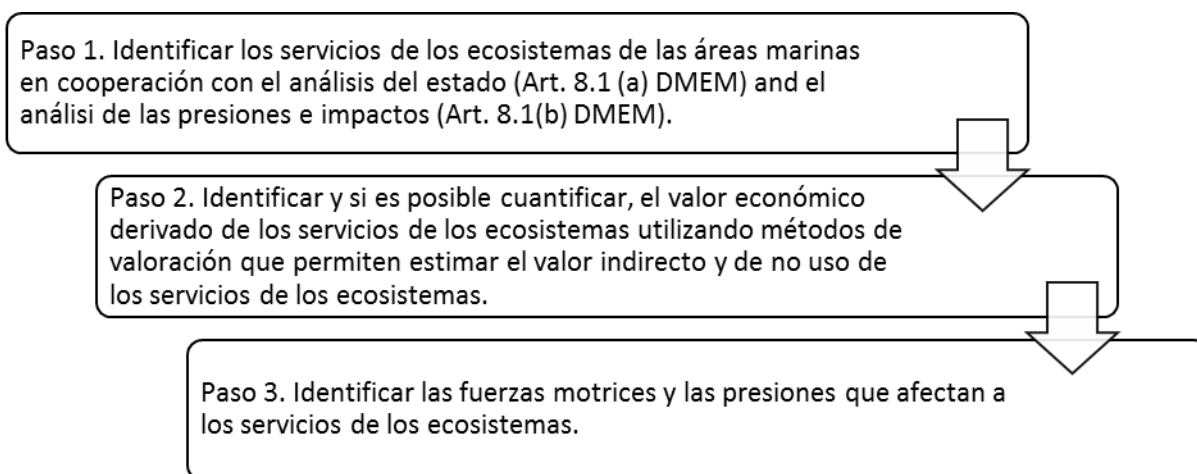 Paso 1. Identificar los servicios de los ecosistemas de las áreas marinas
en cooperación con el análisis del estado (Art. 8.1 (a) DMEM) and el
análisi de las presiones e impactos (Art. 8.1(b) DMEM).
Paso 2. Identificar y si es posible cuantificar, el valor económico
derivado de los servicios de los ecosistemas utilizando métodos de
valoración que permiten estimar el valor indirecto y de no uso de
los servicios de los ecosistemas.
Paso 3. Identificar las fuerzas motrices y las presiones que afectan a
los servicios de los ecosistemas.